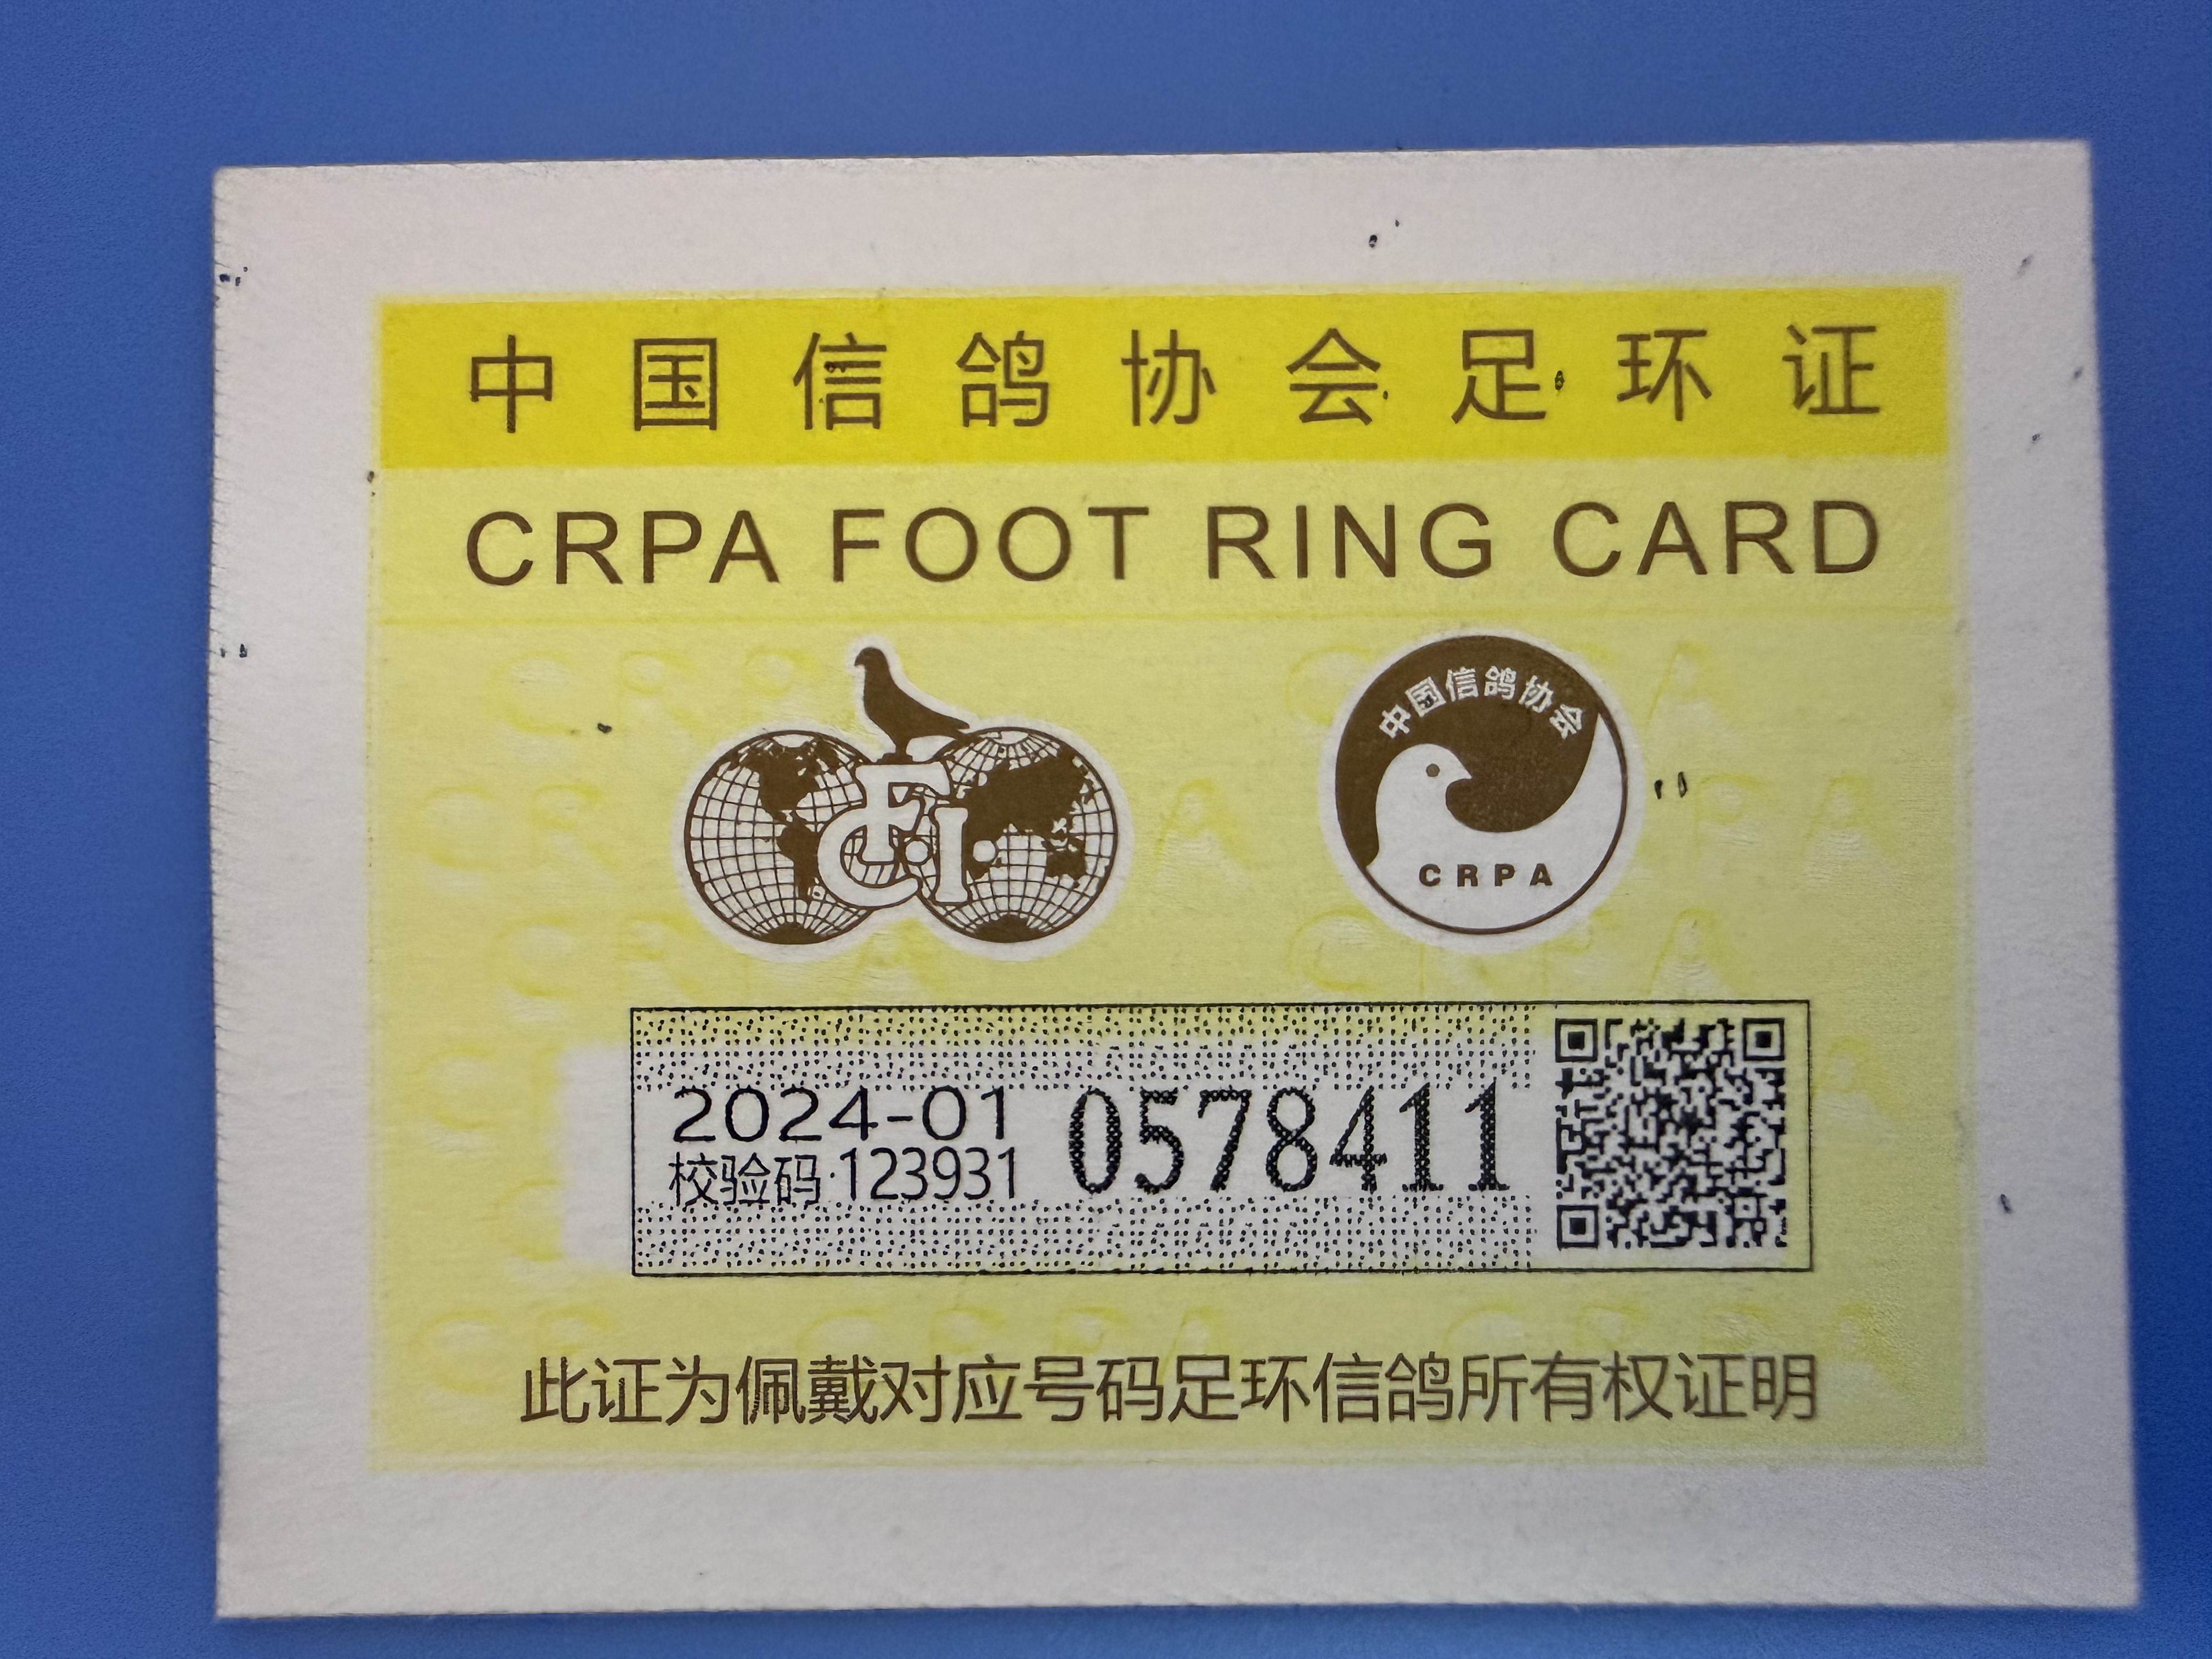 中国信鸽协会足环证
CRPA FOOT RING CARD
FCI
中国信鸽协会
CRPA
2024-01
校验码:123931
0578411
此证为佩戴对应号码足环信鸽所有权证明